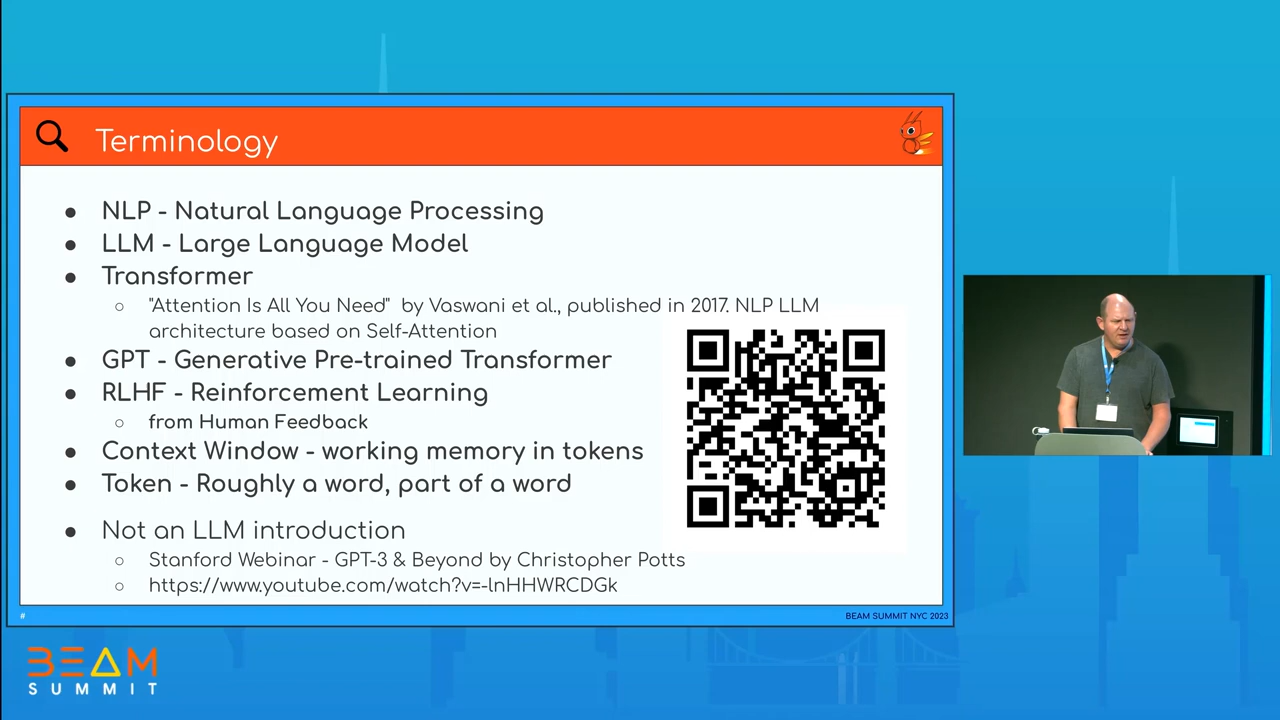 Terminology
NLP - Natural Language Processing
LLM - Large Language Model
Transformer
"Attention Is All You Need" by Vaswani et al., published in 2017. NLP LLM
architecture based on Self-Attention
GPT - Generative Pre-trained Transformer
RLHF - Reinforcement Learning
from Human Feedback
Context Window - working memory in tokens
Token - Roughly a word, part of a word
Not an LLM introduction
Stanford Webinar - GPT-3 & Beyond by Christopher Potts
https://www.youtube.com/watch?v=-lnHHWRCDGk
#
BEAM SUMMIT NYC 2023
BEAM
SUMMIT